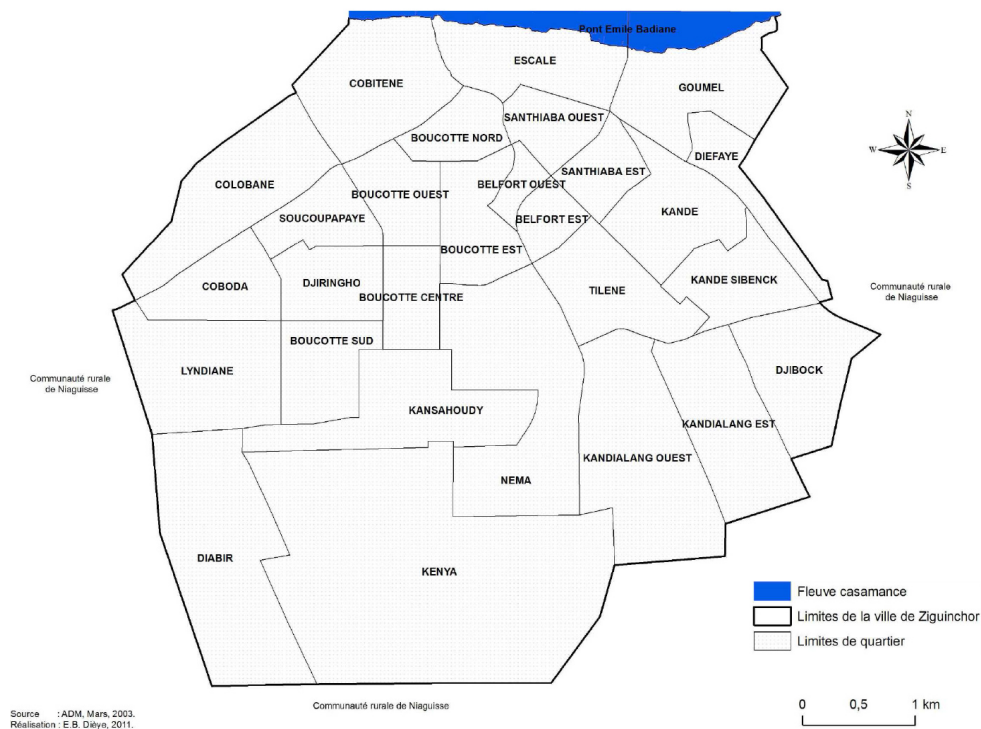 Pont Emile Badiane
ESCALE
COBITENE
GOUMEL
SANTHIABA OUEST
BOUCOTTE NORD
N
W E
S
DIEFAYE
SANTHIABA EST
COLOBANE
BELFORT OUEST
BOUCOTTE OUEST
KANDE
SOUCOUPAPAYE
BELFORT EST
BOUCOTTE EST
KANDE SIBENCK
DJIRINGHO
COBODA
TILENE
Communauté rurale
de Niaguisse
BOUCOTTE CENTRE
BOUCOTTE SUD
LYNDIANE
DJIBOCK
Communauté rurale
de Niaguisse
KANSAHOUDY
KANDIALANG EST
KANDIALANG OUEST
NEMA
DIABIR
KENYA
Fleuve casamance
Limites de la ville de Ziguinchor
Limites de quartier
Communauté rurale de Niaguisse
0 0,5 1 km
Source : ADM, Mars, 2003.
Réalisation : E.B. Diéye, 2011.